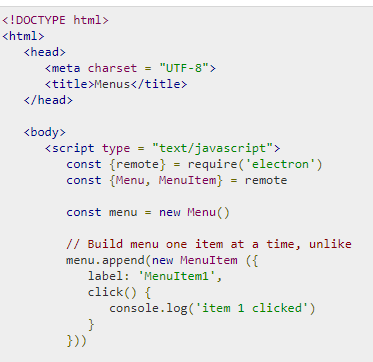 <!DOCTYPE html>
<html>
<head>
<meta charset = "UTF-8">
<title>Menus</title>
</head>
<body>
<script type = "text/javascript">
const {remote} = require('electron')
const {Menu, MenuItem} = remote
const menu = new Menu()
// Build menu one item at a time, unlike
menu.append(new MenuItem ({
label: 'MenuItem1',
click() {
console.log('item 1 clicked')
}
}))